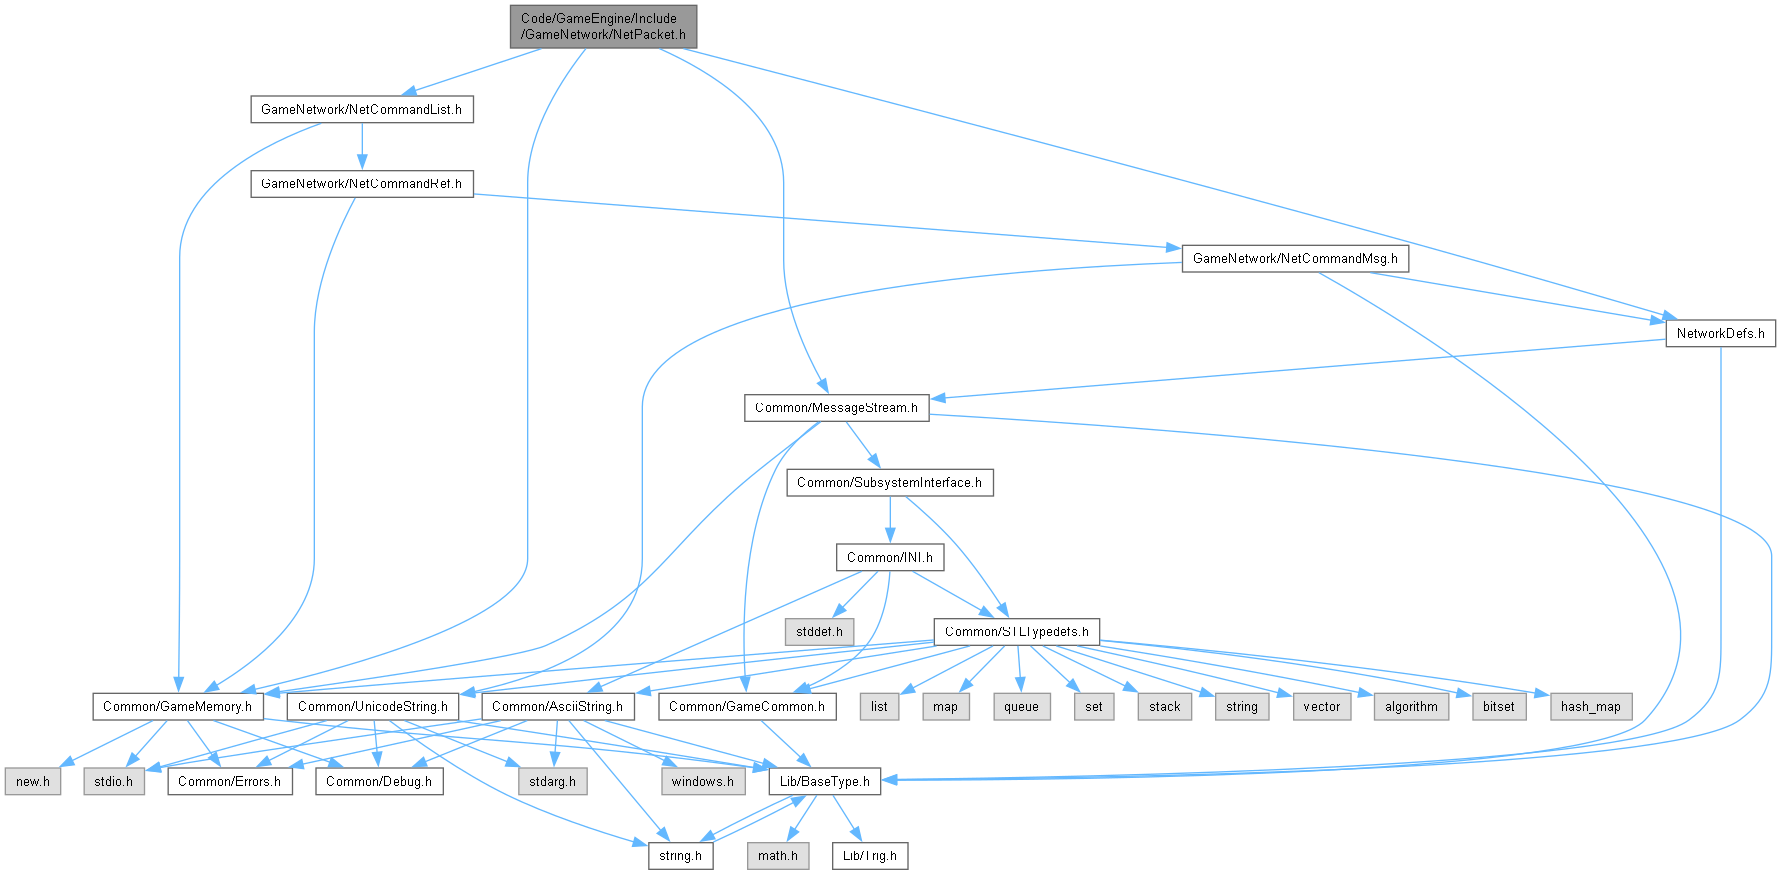 Code/GameEngine/Include
/GameNetwork/NetPacket.h
GameNetwork/NetCommandList.h
GameNetwork/NetCommandRef.h
GameNetwork/NetCommandMsg.h
NetworkDefs.h
Common/MessageStream.h
Common/SubsystemInterface.h
Common/INI.h
stddef.h
Common/STLTypedefs.h
Common/GameMemory.h
Common/UnicodeString.h
Common/AsciiString.h
Common/GameCommon.h
list
map
queue
set
stack
string
vector
algorithm
bitset
hash_map
new.h
stdio.h
Common/Errors.h
Common/Debug.h
stdarg.h
windows.h
Lib/BaseType.h
string.h
math.h
Lib/Trig.h